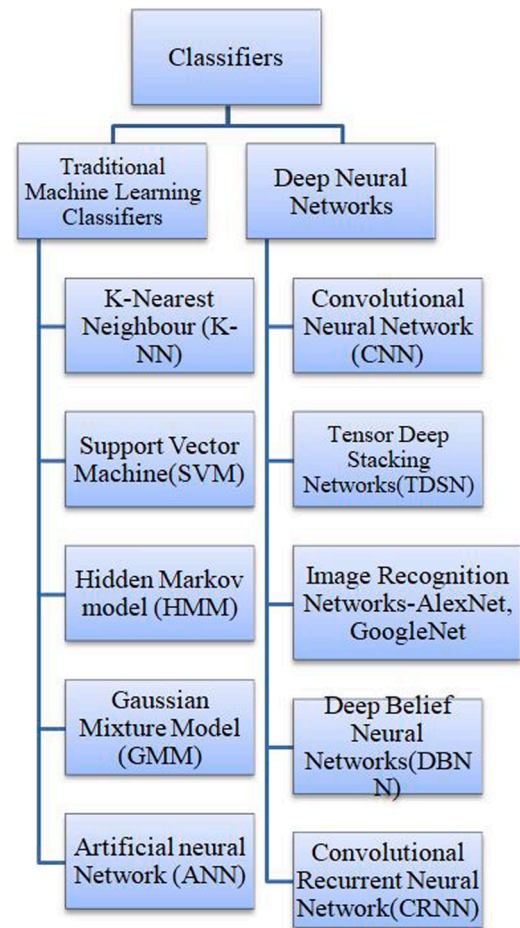 Classifiers
Traditional
Machine Learning
Classifiers
K-Nearest
Neighbour (K-
NN)
Support Vector
Machine(SVM)
Hidden Markov
model (HMM)
Gaussian
Mixture Model
(GMM)
Artificial neural
Network (ANN)
Deep Neural
Networks
Convolutional
Neural Network
(CNN)
Tensor Deep
Stacking
Networks(TDSN)
Image Recognition
Networks-AlexNet,
GoogleNet
Deep Belief
Neural
Networks(DBN
N)
Convolutional
Recurrent Neural
Network(CRNN)